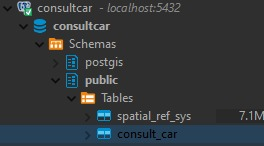 consultcar - localhost:5432
consultcar
Schemas
postgis
public
Tables
spatial_ref_sys 7.1M
consult_car